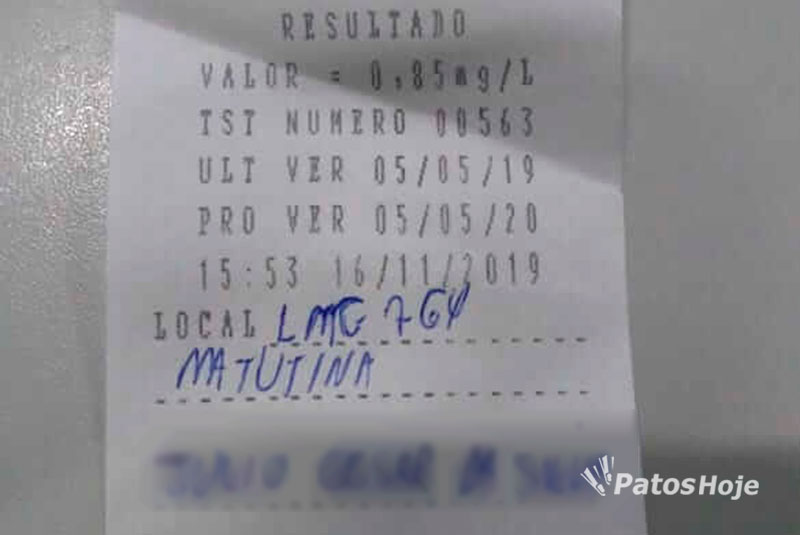 RESULTADO
VALOR = 0,85mg/L
TST NUMERO 00563
ULT VER 05/05/19
PRO VER 05/05/20
15:53 16/11/2019
LOCAL LMG 764
MATUTINA
PatosHoje